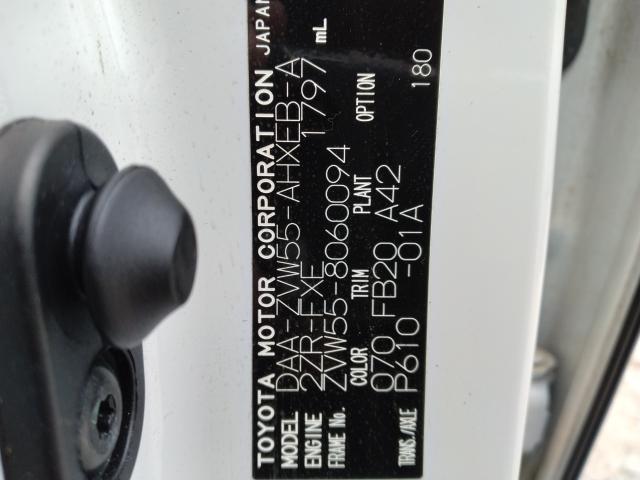 TOYOTA MOTOR CORPORATION JAPAN
MODEL DAA-ZVW55-AHXEB-A
ENGINE 2ZR-FXE 1797 mL
FRAME No. ZVW55-8060094
COLOR TRIM PLANT OPTION
070 FB20 A42 180
TRANS./AXLE P610 -01A